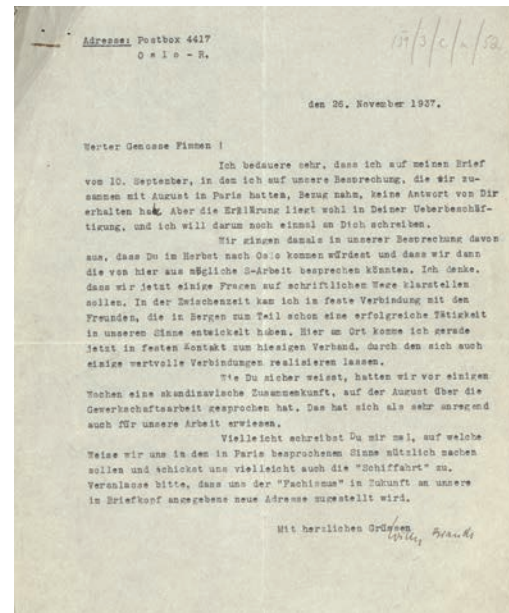 Adresse: Postbox 4417
O s l o - R.
159/3/c/a/52
den 26. November 1937.
Werter Genosse Fimmen !
Ich bedauere sehr, dass ich auf meinen Brief
vom 10. September, in dem ich auf unsere Besprechung, die wir zu-
sammen mit August in Paris hatten, Bezug nahm, keine Antwort von Dir
erhalten hab. Aber die Erklärung liegt wohl in Deiner Ueberbeschäf-
tigung, und ich will darum noch einmal an Dich schreiben.
Wir gingen damals in unserer Besprechung davon
aus, dass Du im Herbst nach Oslo kommen würdest und dass wir dann
die von hier aus mögliche S-Arbeit besprechen könnten. Ich denke,
dass wir jetzt einige Fragen auf schriftlichem Wege klarstellen
sollen. In der Zwischenzeit kam ich in feste Verbindung mit den
Freunden, die in Bergen zum Teil schon eine erfolgreiche Tätigkeit
in unserem Sinne entwickelt haben. Hier am Ort komme ich gerade
jetzt in festen Kontakt zum hiesigen Verband, durch den sich auch
einige wertvolle Verbindungen realisieren lassen.
Wie Du sicher weisst, hatten wir vor einigen
Wochen eine skandinavische Zusammenkunft, auf der August über die
Gewerkschaftsarbeit gesprochen hat. Das hat sich als sehr anregend
auch für unsere Arbeit erwiesen.
Vielleicht schreibst Du mir mal, auf welche
Weise wir uns in dem in Paris besprochenen Sinne nützlich machen
sollen und schickst uns vielleicht auch die "Schiffahrt" zu.
Veranlasse bitte, dass uns der "Fachismus" in Zukunft an unsere
im Briefkopf angegebene neue Adresse zugestellt wird.
Mit herzlichen Grüssen
Willy Brandt